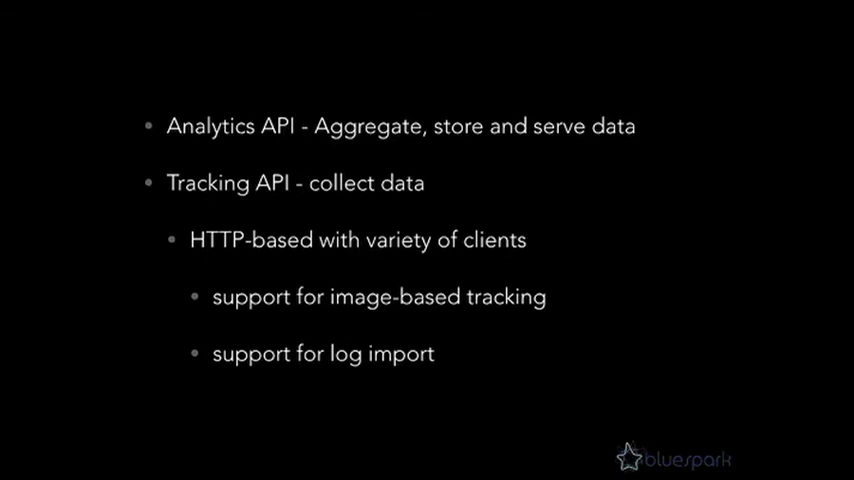 • Analytics API - Aggregate, store and serve data
• Tracking API - collect data
• HTTP-based with variety of clients
• support for image-based tracking
• support for log import
bluespark